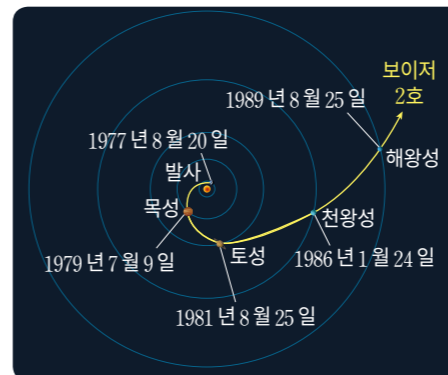 보이저
2호
1989년 8월 25일
해왕성
1977년 8월 20일
발사
목성
천왕성
토성
1979년 7월 9일
1986년 1월 24일
1981년 8월 25일